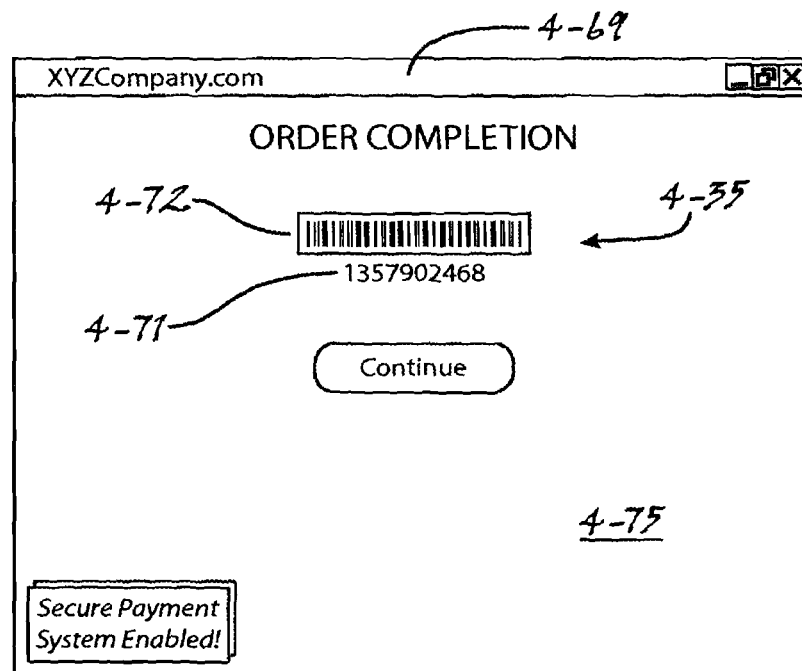 4-69
XYZCompany.com
ORDER COMPLETION
4-72
4-35
1357902468
4-71
Continue
4-75
Secure Payment
System Enabled!